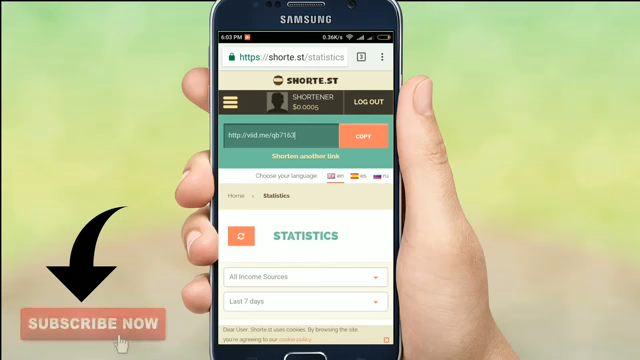 SAMSUNG
6:03 PM
0.36K/s
https://shorte.st/statistics
3
SHORTE.ST
SHORTENER
$0.0005
LOG OUT
http://viid.me/qb7163
COPY
Shorten another link
Choose your language:
en
es
ru
Home › Statistics
STATISTICS
All Income Sources
Last 7 days
Dear User, Shorte.st uses cookies. By browsing the site,
you're agreeing to our cookie policy.
SUBSCRIBE NOW